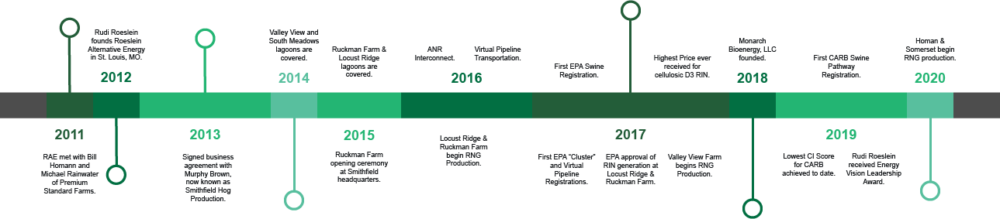 2011
RAE met with Bill
Homann and
Michael Rainwater
of Premium
Standard Farms.
Rudi Roeslein
founds Roeslein
Alternative Energy
in St. Louis, MO.
2012
2013
Signed business
agreement with
Murphy Brown,
now known as
Smithfield Hog
Production.
Valley View and
South Meadows
lagoons are
covered.
2014
Ruckman Farm &
Locust Ridge
lagoons are
covered.
2015
Ruckman Farm
opening ceremony
at Smithfield
headquarters.
ANR
Interconnect.
Virtual Pipeline
Transportation.
2016
Locust Ridge &
Ruckman Farm
begin RNG
Production.
First EPA Swine
Registration.
Highest Price ever
received for
cellulosic D3 RIN.
2017
First EPA “Cluster”
and Virtual
Pipeline
Registrations.
EPA approval of
RIN generation at
Locust Ridge &
Ruckman Farm.
Valley View Farm
begins RNG
Production.
Monarch
Bioenergy, LLC
founded.
2018
First CARB Swine
Pathway
Registration.
2019
Lowest CI Score
for CARB
achieved to date.
Rudi Roeslein
received Energy
Vision Leadership
Award.
Homan &
Somerset begin
RNG production.
2020